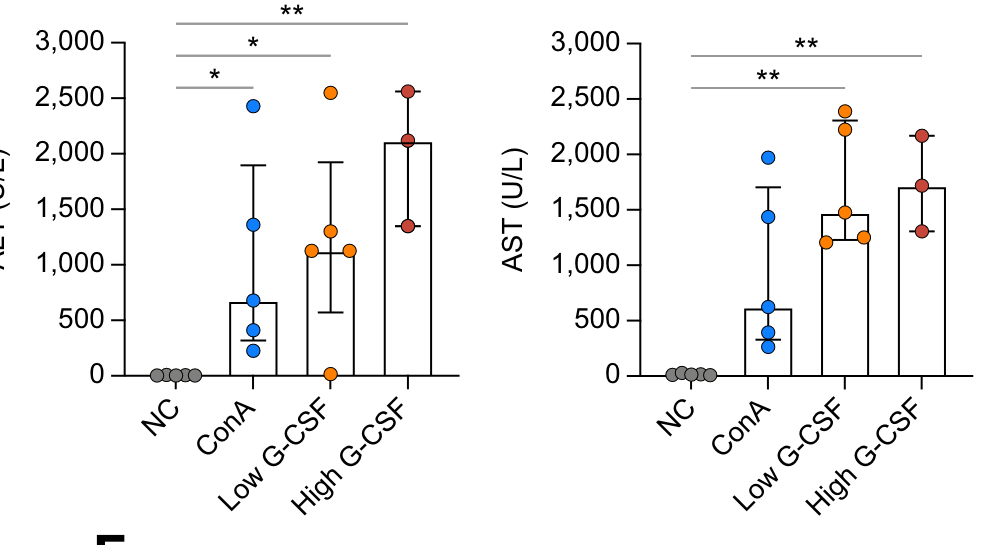 **
*
*
3,000
2,500
2,000
1,500
1,000
500
0
NC
ConA
Low G-CSF
High G-CSF
**
**
AST (U/L)
3,000
2,500
2,000
1,500
1,000
500
0
NC
ConA
Low G-CSF
High G-CSF